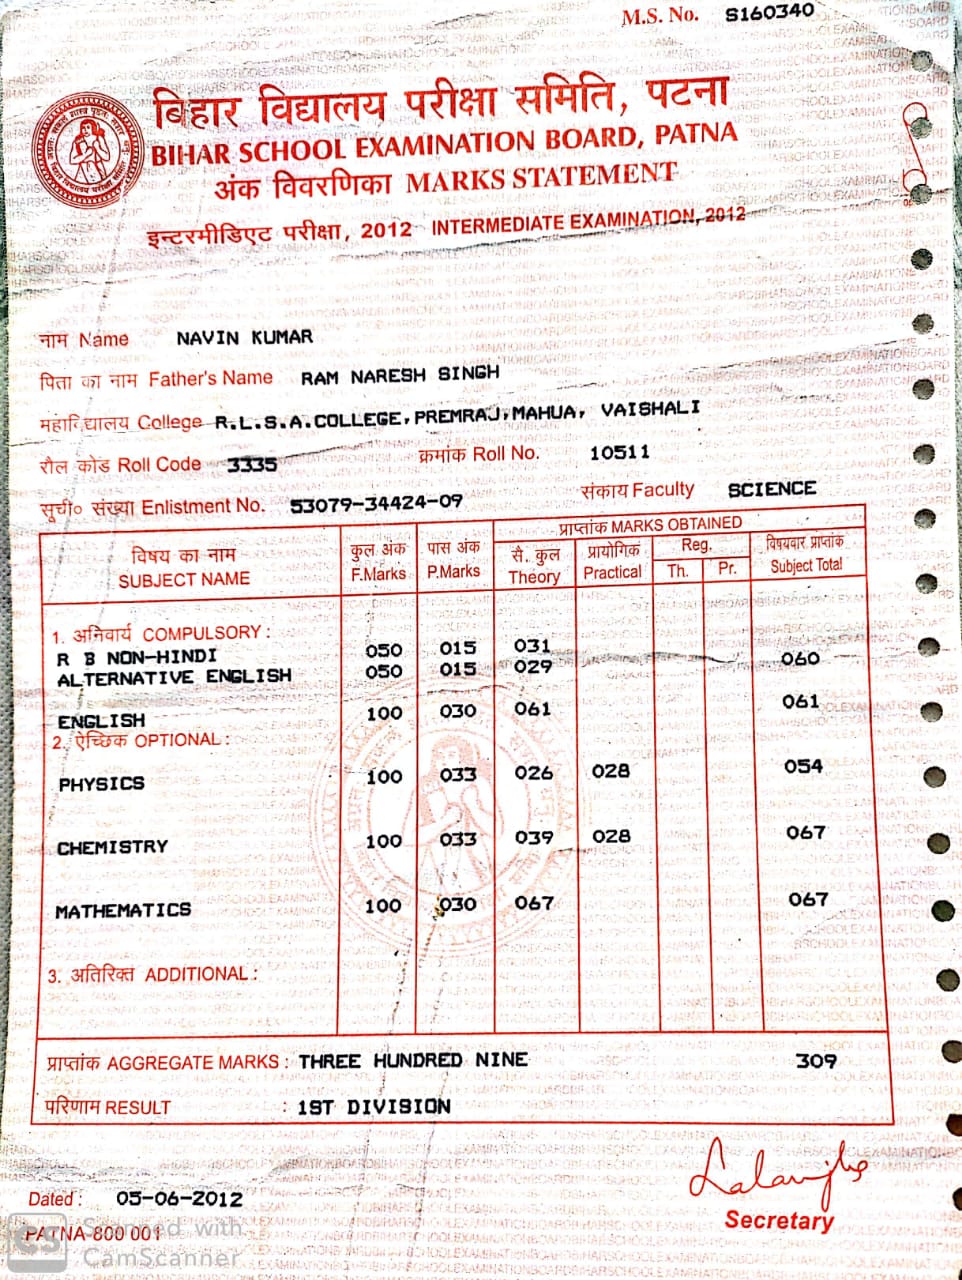 M.S. No. S160340
बिहार विद्यालय परीक्षा समिति, पटना
BIHAR SCHOOL EXAMINATION BOARD, PATNA
अंक विवरणिका MARKS STATEMENT
इन्टरमीडिएट परीक्षा, 2012 INTERMEDIATE EXAMINATION, 2012
नाम Name NAVIN KUMAR
पिता का नाम Father's Name RAM NARESH SINGH
महाविद्यालय College R.L.S.A.COLLEGE,PREMRAJ,MAHUA, VAISHALI
रौल कोड Roll Code 3335 क्रमांक Roll No. 10511
सूची० संख्या Enlistment No. 53079-34424-09 संकाय Faculty SCIENCE
विषय का नाम कुल अंक पास अंक प्राप्तांक MARKS OBTAINED
SUBJECT NAME F.Marks P.Marks सै. कुल Theory प्रायोगिक Practical Reg. Th. Pr. विषयवार प्राप्तांक Subject Total
1. अनिवार्य COMPULSORY :
R B NON-HINDI 050 015 031
ALTERNATIVE ENGLISH 050 015 029 060
ENGLISH 100 030 061 061
2. ऐच्छिक OPTIONAL :
PHYSICS 100 033 026 028 054
CHEMISTRY 100 033 039 028 067
MATHEMATICS 100 030 067 067
3. अतिरिक्त ADDITIONAL :
प्राप्तांक AGGREGATE MARKS : THREE HUNDRED NINE 309
परिणाम RESULT : 1ST DIVISION
Dated : 05-06-2012
Secretary
PATNA-800 001
CS Scanned with
CamScanner